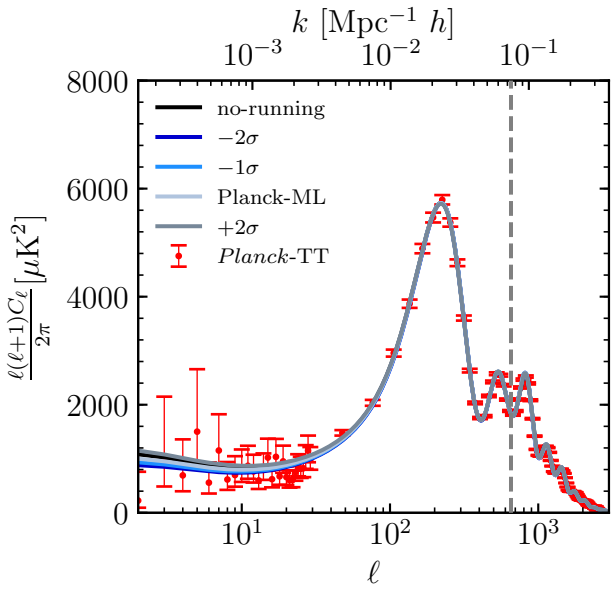 k [Mpc⁻¹ h]
10⁻³ 10⁻² 10⁻¹
8000
6000
4000
2000
0
ℓ(ℓ+1)Cℓ/2π [μK²]
no-running
−2σ
−1σ
Planck-ML
+2σ
Planck-TT
10¹ 10² 10³
ℓ